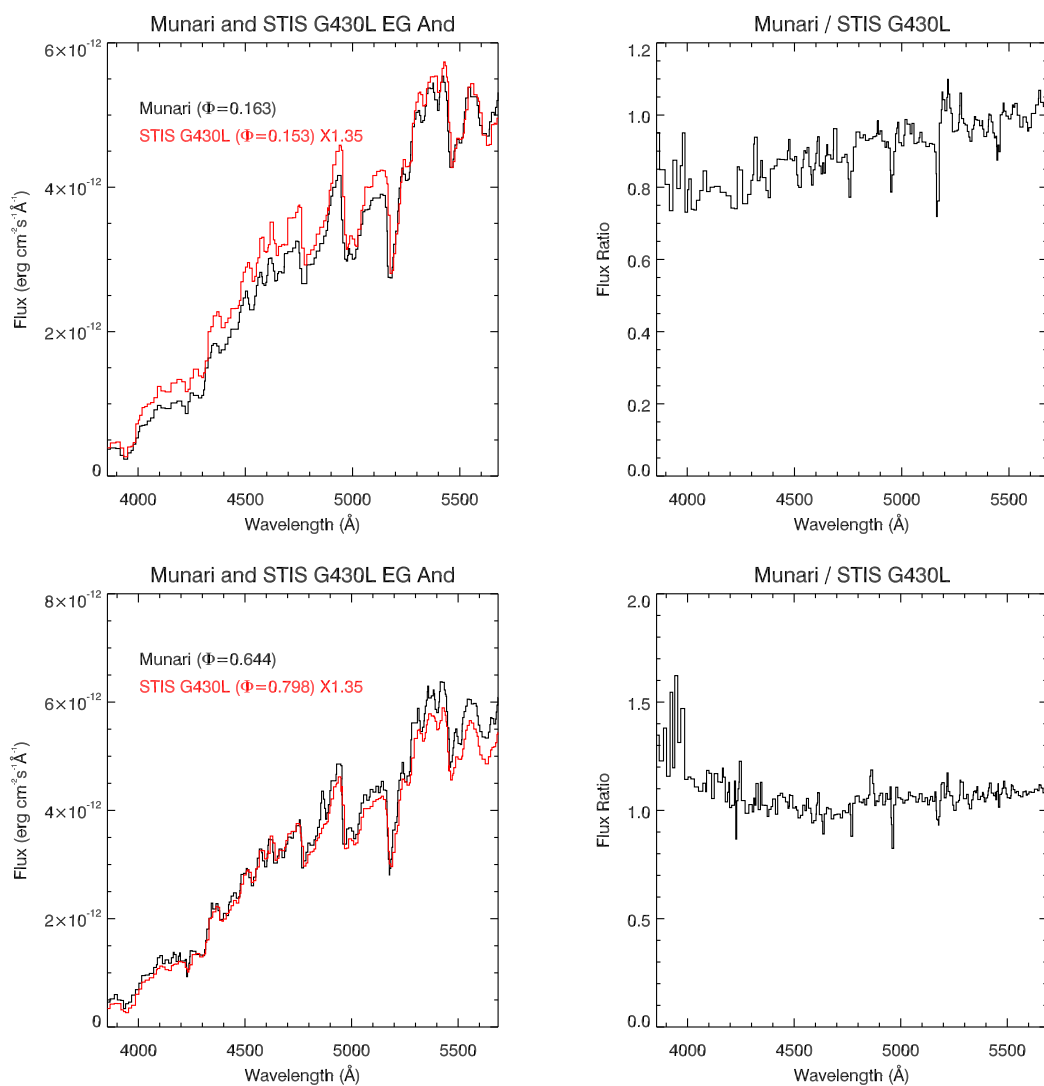 Munari and STIS G430L EG And
6×10⁻¹²
4×10⁻¹²
2×10⁻¹²
0
Flux (erg cm⁻²s⁻¹Å⁻¹)
Munari (Φ=0.163)
STIS G430L (Φ=0.153) X1.35
4000 4500 5000 5500
Wavelength (Å)
Munari / STIS G430L
1.2
1.0
0.8
0.6
0.4
0.2
0.0
Flux Ratio
4000 4500 5000 5500
Wavelength (Å)
Munari and STIS G430L EG And
8×10⁻¹²
6×10⁻¹²
4×10⁻¹²
2×10⁻¹²
0
Flux (erg cm⁻²s⁻¹Å⁻¹)
Munari (Φ=0.644)
STIS G430L (Φ=0.798) X1.35
4000 4500 5000 5500
Wavelength (Å)
Munari / STIS G430L
2.0
1.5
1.0
0.5
0.0
Flux Ratio
4000 4500 5000 5500
Wavelength (Å)